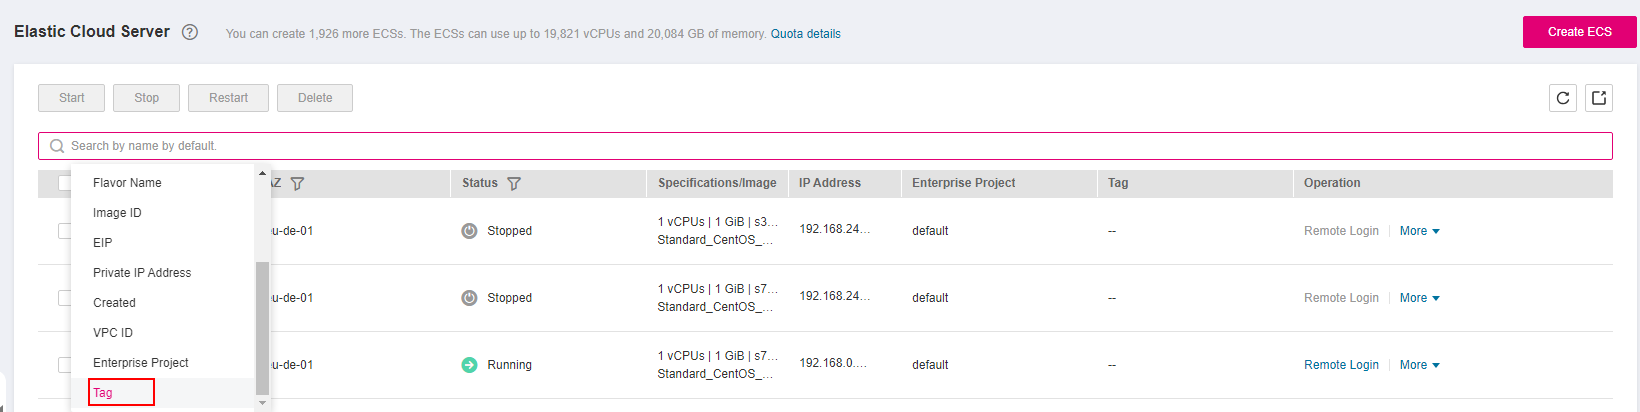 Elastic Cloud Server ? You can create 1,926 more ECSs. The ECSs can use up to 19,821 vCPUs and 20,084 GB of memory. Quota details Create ECS
Start Stop Restart Delete
Search by name by default.
AZ Status Specifications/Image IP Address Enterprise Project Tag Operation
Flavor Name
Image ID
EIP
Private IP Address
Created
VPC ID
Enterprise Project
Tag
eu-de-01 Stopped 1 vCPUs | 1 GiB | s3... 192.168.24... default -- Remote Login More
Standard_CentOS_...
eu-de-01 Stopped 1 vCPUs | 1 GiB | s7... 192.168.24... default -- Remote Login More
Standard_CentOS_...
eu-de-01 Running 1 vCPUs | 1 GiB | s7... 192.168.0.... default -- Remote Login More
Standard_CentOS_...